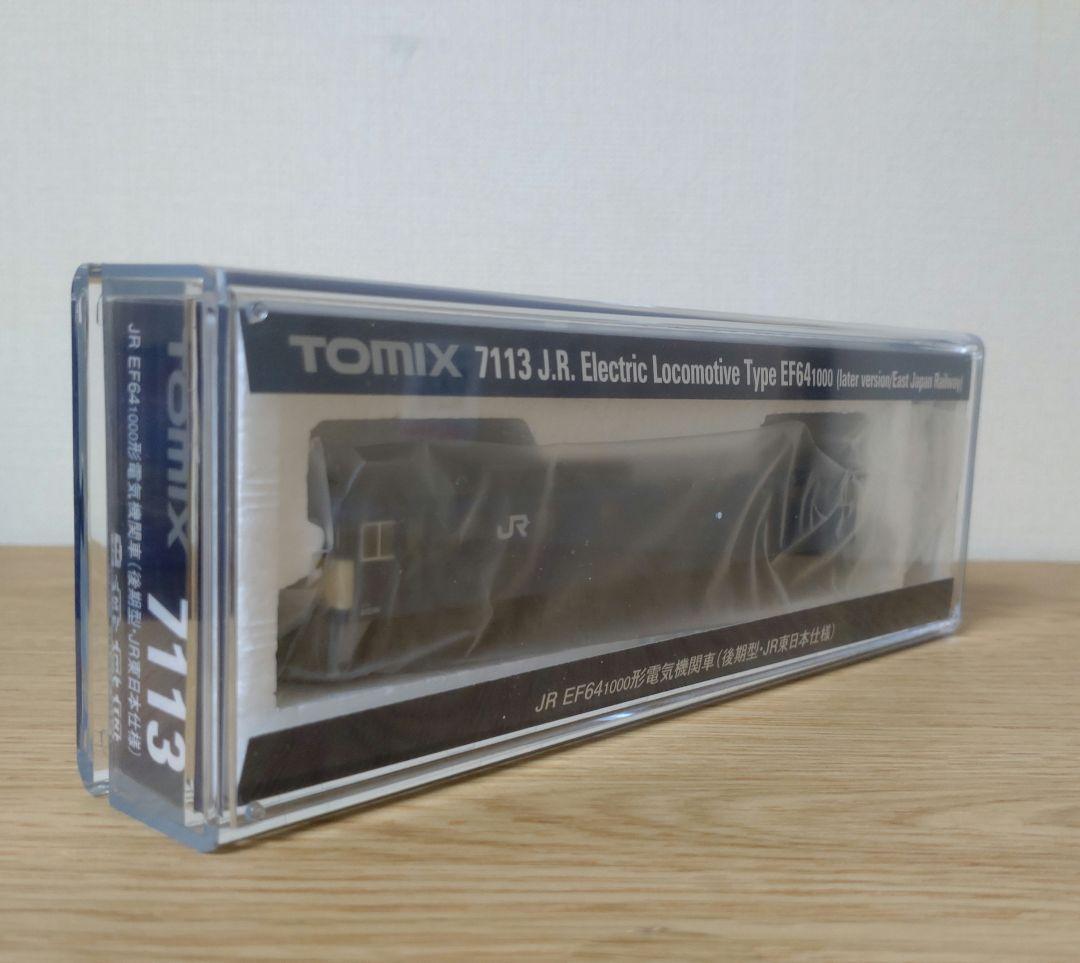 TOMIX 7113 J.R. Electric Locomotive Type EF641000 (later version/East Japan Railway)
JR
JR EF641000形電気機関車(後期型・JR東日本仕様)
TOMIX 7113
JR EF641000形電気機関車(後期型・JR東日本仕様)